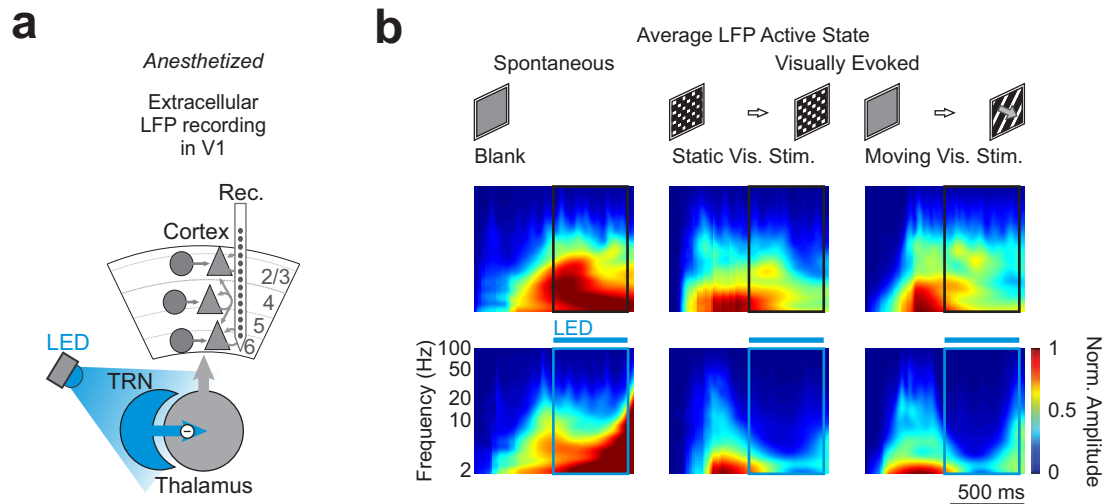 a
Anesthetized
Extracellular
LFP recording
in V1
Rec.
Cortex
2/3
4
5
6
LED
TRN
Thalamus
b
Average LFP Active State
Spontaneous
Visually Evoked
Blank
Static Vis. Stim.
Moving Vis. Stim.
LED
Frequency (Hz)
100
50
20
10
2
1
0.5
0
Norm. Amplitude
500 ms